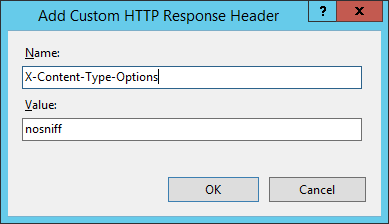 Add Custom HTTP Response Header
?
x
Name:
X-Content-Type-Options
Value:
nosniff
OK
Cancel